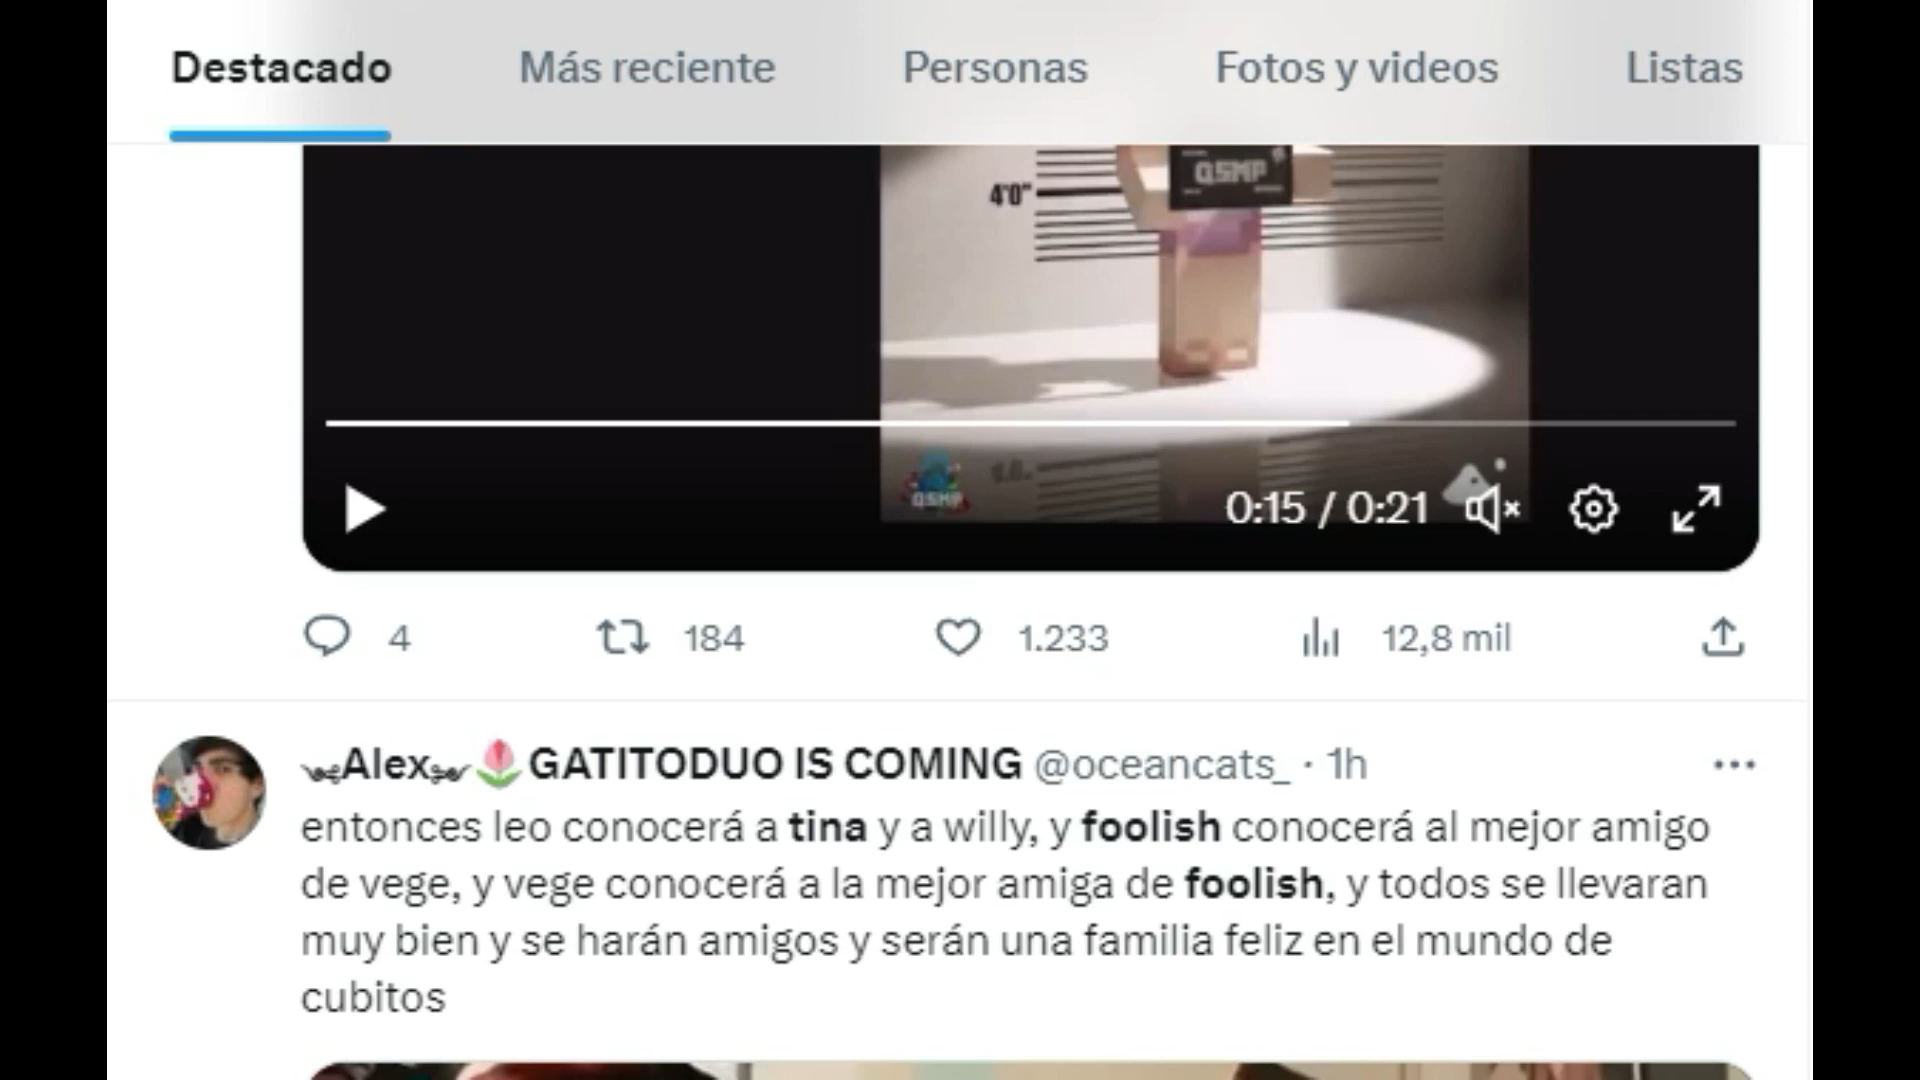 Destacado Más reciente Personas Fotos y videos Listas
QSMP
4'0"
QSMP
0:15 / 0:21
4 184 1.233 12,8 mil
Alex🌷GATITODUO IS COMING @oceancats_ · 1h
entonces leo conocerá a tina y a willy, y foolish conocerá al mejor amigo
de vege, y vege conocerá a la mejor amiga de foolish, y todos se llevaran
muy bien y se harán amigos y serán una familia feliz en el mundo de
cubitos